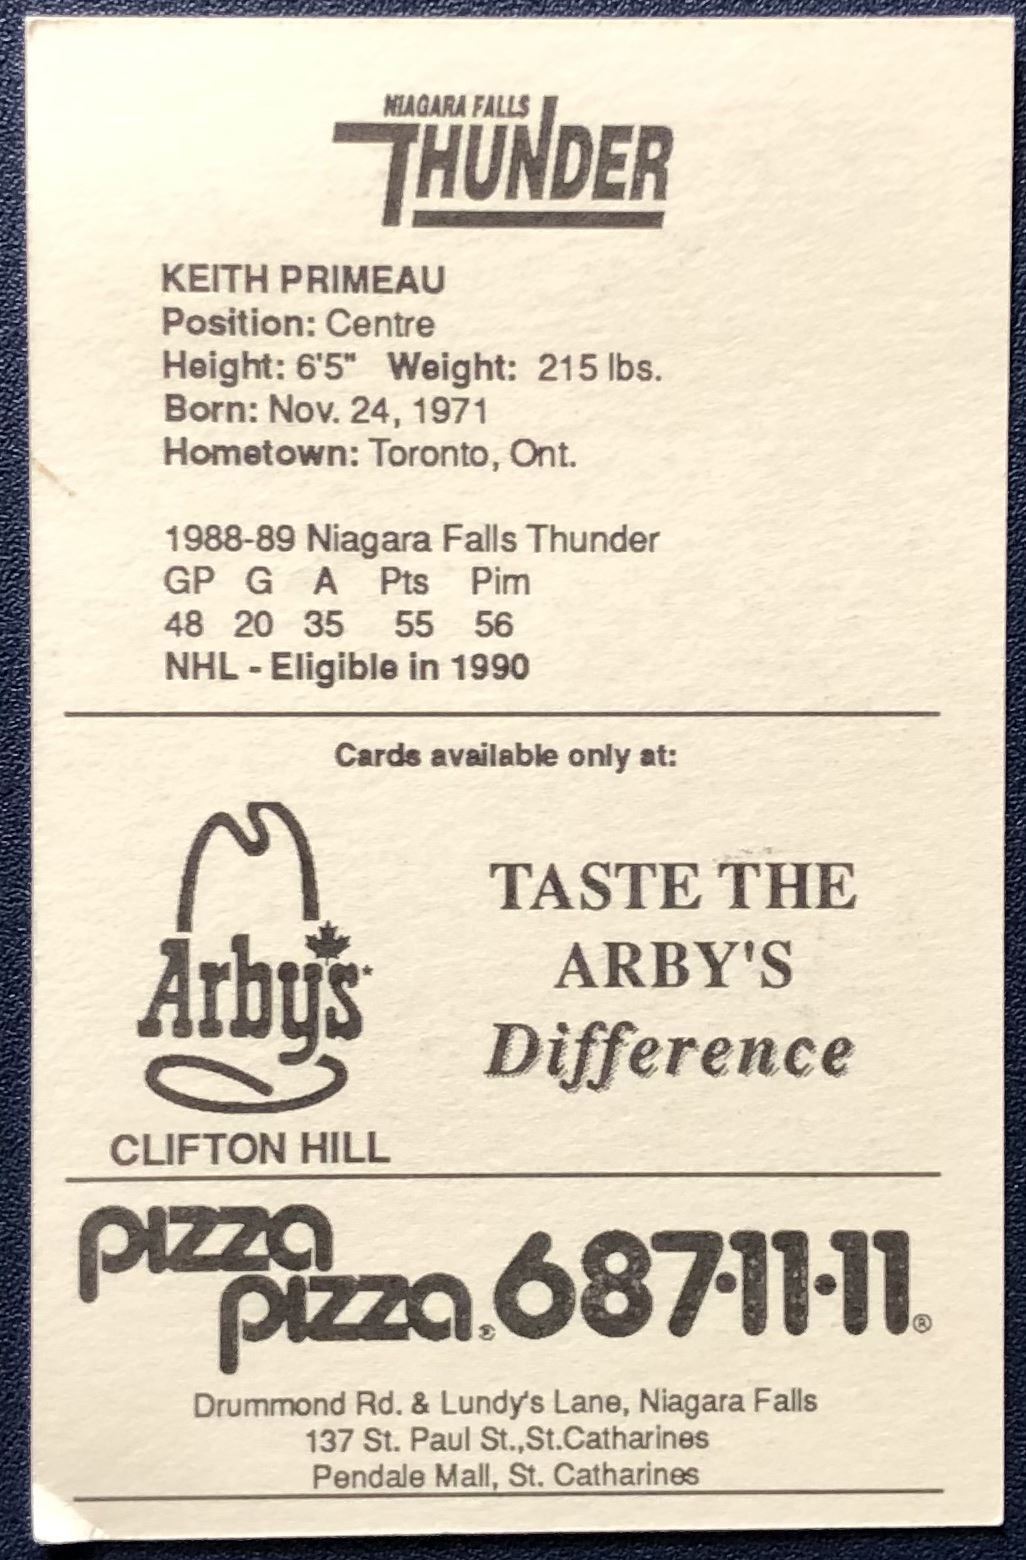 NIAGARA FALLS
THUNDER
KEITH PRIMEAU
Position: Centre
Height: 6'5" Weight: 215 lbs.
Born: Nov. 24, 1971
Hometown: Toronto, Ont.
1988-89 Niagara Falls Thunder
GP G A Pts Pim
48 20 35 55 56
NHL - Eligible in 1990
Cards available only at:
Arby's
CLIFTON HILL
TASTE THE
ARBY'S
Difference
pizza
pizza® 687·11·11®
Drummond Rd. & Lundy's Lane, Niagara Falls
137 St. Paul St.,St.Catharines
Pendale Mall, St. Catharines